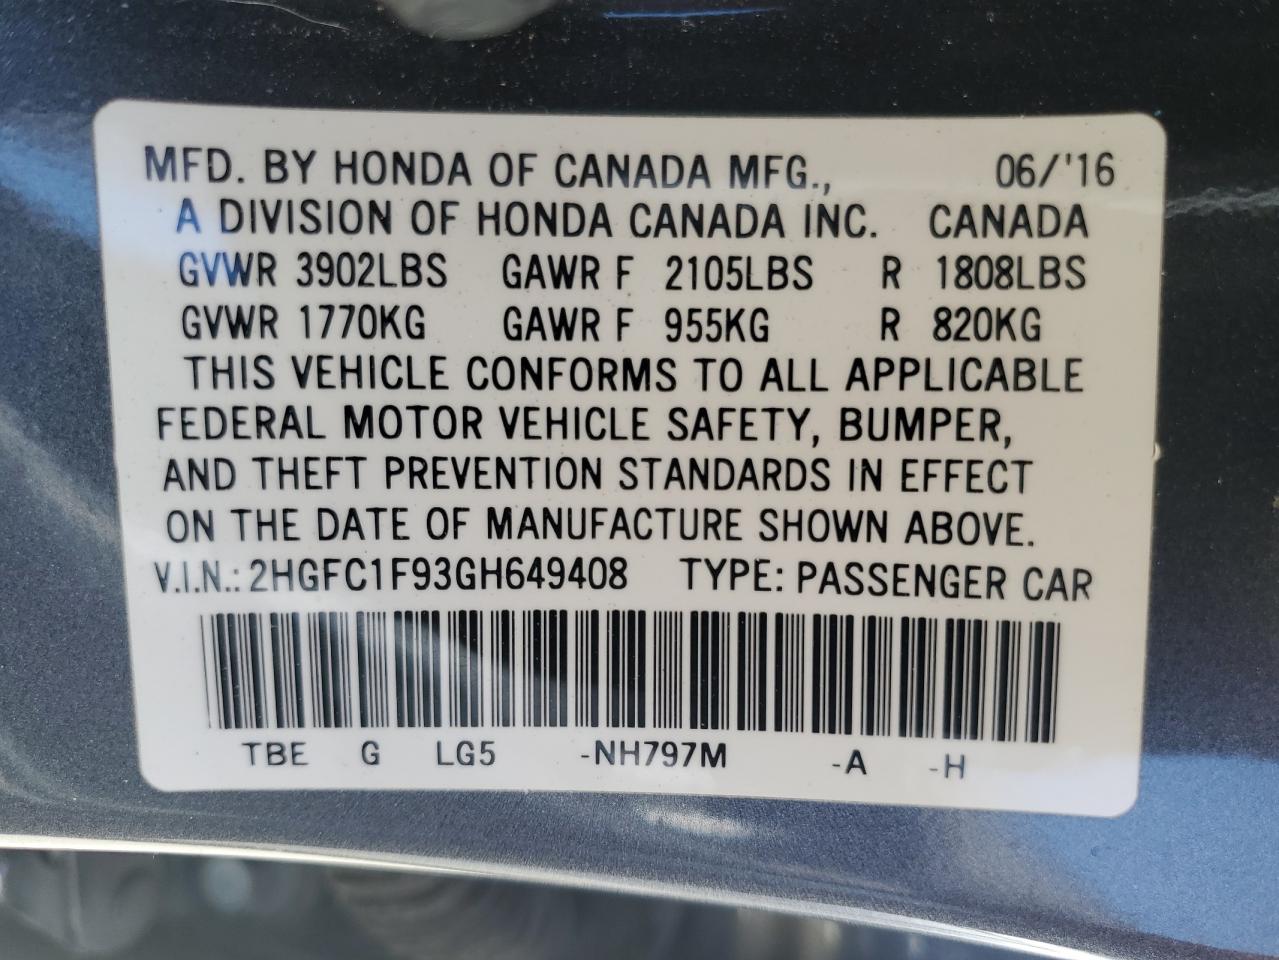 MFD. BY HONDA OF CANADA MFG., 06/'16
A DIVISION OF HONDA CANADA INC. CANADA
GVWR 3902LBS GAWR F 2105LBS R 1808LBS
GVWR 1770KG GAWR F 955KG R 820KG
THIS VEHICLE CONFORMS TO ALL APPLICABLE
FEDERAL MOTOR VEHICLE SAFETY, BUMPER,
AND THEFT PREVENTION STANDARDS IN EFFECT
ON THE DATE OF MANUFACTURE SHOWN ABOVE.
V.I.N.: 2HGFC1F93GH649408 TYPE: PASSENGER CAR
TBE G LG5 -NH797M -A -H